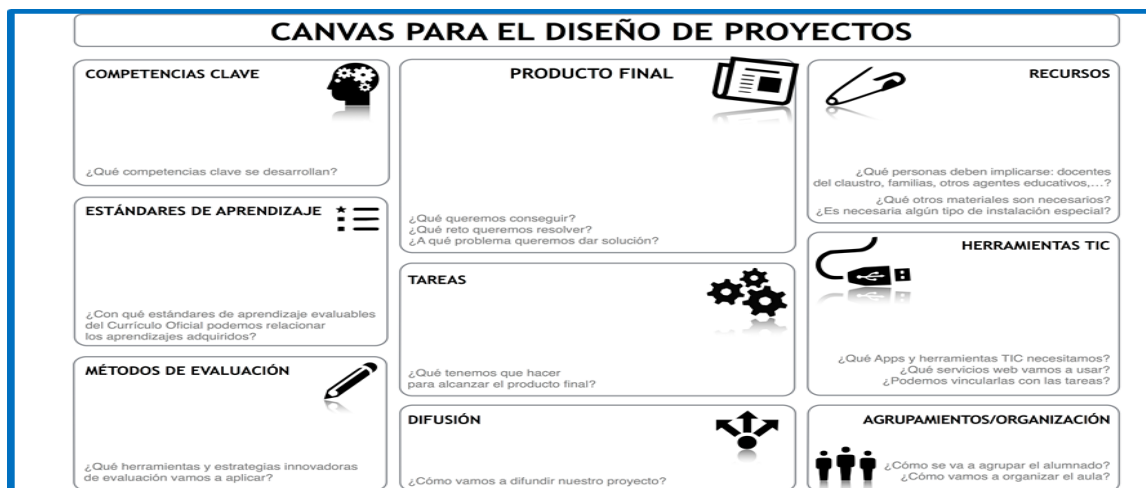 CANVAS PARA EL DISEÑO DE PROYECTOS
COMPETENCIAS CLAVE
¿Qué competencias clave se desarrollan?
ESTÁNDARES DE APRENDIZAJE
¿Con qué estándares de aprendizaje evaluables
del Currículo Oficial podemos relacionar
los aprendizajes adquiridos?
MÉTODOS DE EVALUACIÓN
¿Qué herramientas y estrategias innovadoras
de evaluación vamos a aplicar?
PRODUCTO FINAL
¿Qué queremos conseguir?
¿Qué reto queremos resolver?
¿A qué problema queremos dar solución?
TAREAS
¿Qué tenemos que hacer
para alcanzar el producto final?
DIFUSIÓN
¿Cómo vamos a difundir nuestro proyecto?
RECURSOS
¿Qué personas deben implicarse: docentes
del claustro, familias, otros agentes educativos,...?
¿Qué otros materiales son necesarios?
¿Es necesaria algún tipo de instalación especial?
HERRAMIENTAS TIC
¿Qué Apps y herramientas TIC necesitamos?
¿Qué servicios web vamos a usar?
¿Podemos vincularlas con las tareas?
AGRUPAMIENTOS/ORGANIZACIÓN
¿Cómo se va a agrupar el alumnado?
¿Cómo vamos a organizar el aula?